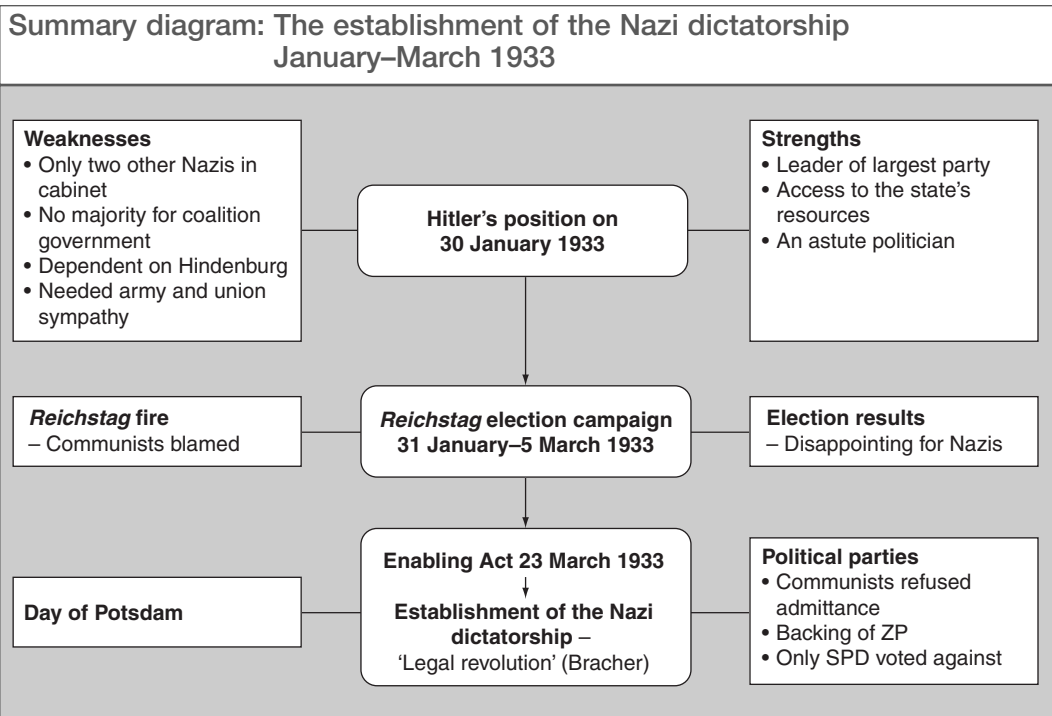 Summary diagram: The establishment of the Nazi dictatorship
January–March 1933
Weaknesses
• Only two other Nazis in
cabinet
• No majority for coalition
government
• Dependent on Hindenburg
• Needed army and union
sympathy
Hitler's position on
30 January 1933
Strengths
• Leader of largest party
• Access to the state's
resources
• An astute politician
Reichstag fire
– Communists blamed
Reichstag election campaign
31 January–5 March 1933
Election results
– Disappointing for Nazis
Day of Potsdam
Enabling Act 23 March 1933
Establishment of the Nazi
dictatorship –
'Legal revolution' (Bracher)
Political parties
• Communists refused
admittance
• Backing of ZP
• Only SPD voted against